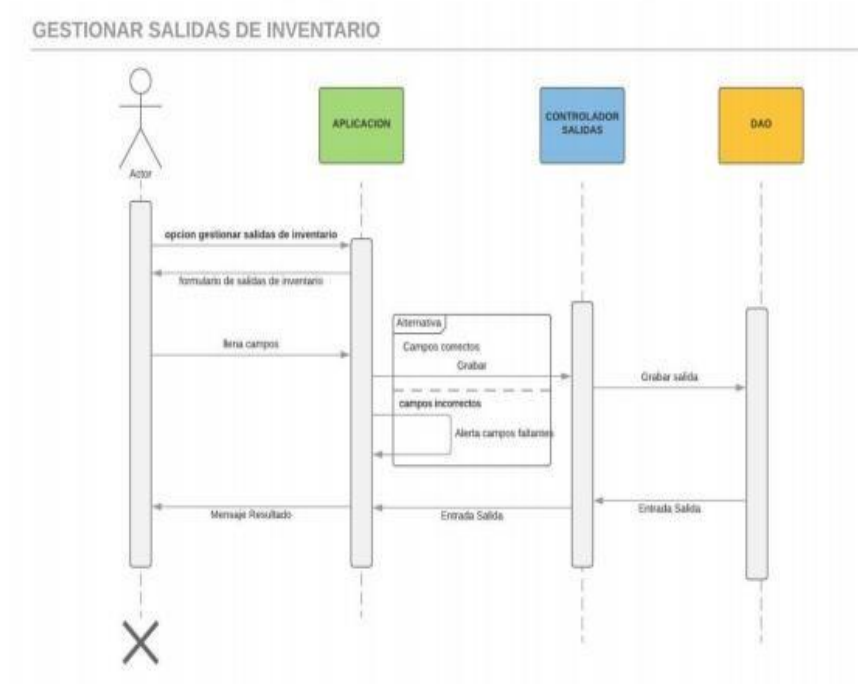 GESTIONAR SALIDAS DE INVENTARIO
Actor
APLICACION
CONTROLADOR
SALIDAS
DAO
opcion gestionar salidas de inventario
formulario de salidas de inventario
llena campos
Alternativa
Campos correctos
Grabar
Grabar salida
campos incorrectos
Alerta campos faltantes
Mensaje Resultado
Entrada Salida
Entrada Salida